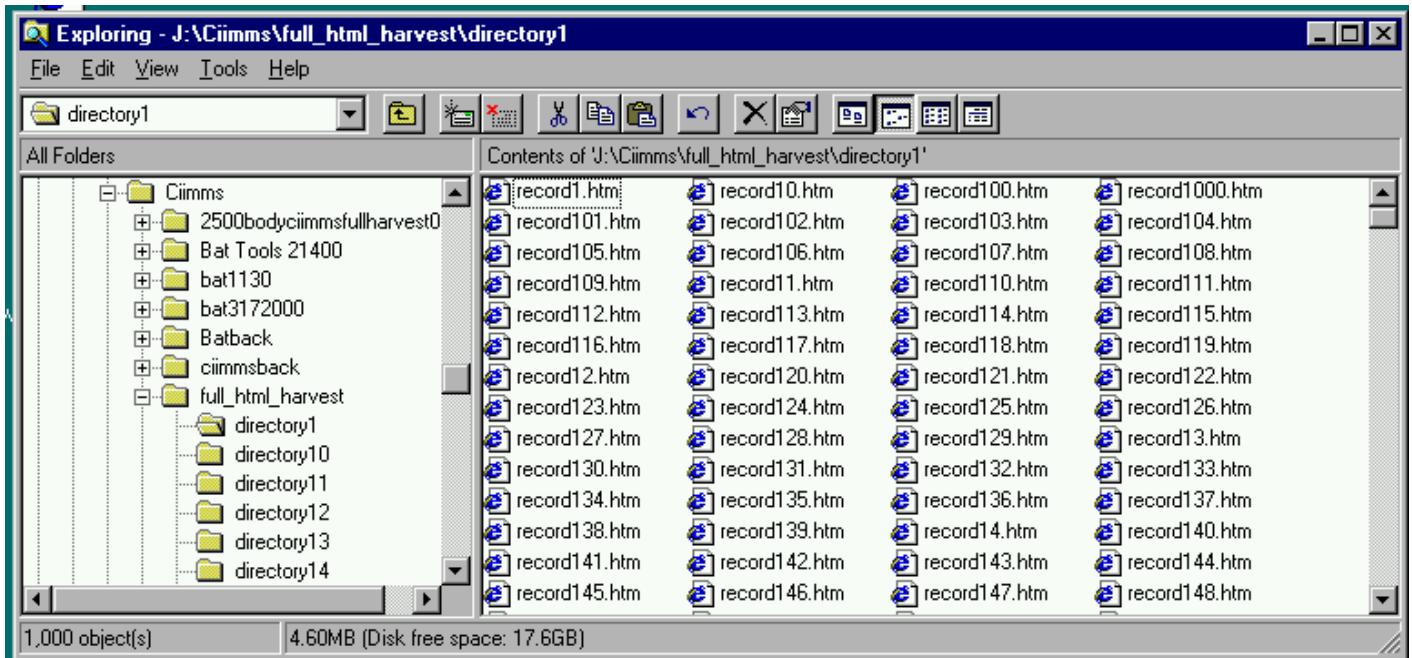 Exploring - J:\Ciimms\full_html_harvest\directory1
File Edit View Tools Help
directory1
All Folders
Contents of 'J:\Ciimms\full_html_harvest\directory1'
Ciimms
2500bodyciimmsfullharvest0
Bat Tools 21400
bat1130
bat3172000
Batback
ciimmsback
full_html_harvest
directory1
directory10
directory11
directory12
directory13
directory14
record1.htm record10.htm record100.htm record1000.htm
record101.htm record102.htm record103.htm record104.htm
record105.htm record106.htm record107.htm record108.htm
record109.htm record11.htm record110.htm record111.htm
record112.htm record113.htm record114.htm record115.htm
record116.htm record117.htm record118.htm record119.htm
record12.htm record120.htm record121.htm record122.htm
record123.htm record124.htm record125.htm record126.htm
record127.htm record128.htm record129.htm record13.htm
record130.htm record131.htm record132.htm record133.htm
record134.htm record135.htm record136.htm record137.htm
record138.htm record139.htm record14.htm record140.htm
record141.htm record142.htm record143.htm record144.htm
record145.htm record146.htm record147.htm record148.htm
1,000 object(s)
4.60MB (Disk free space: 17.6GB)